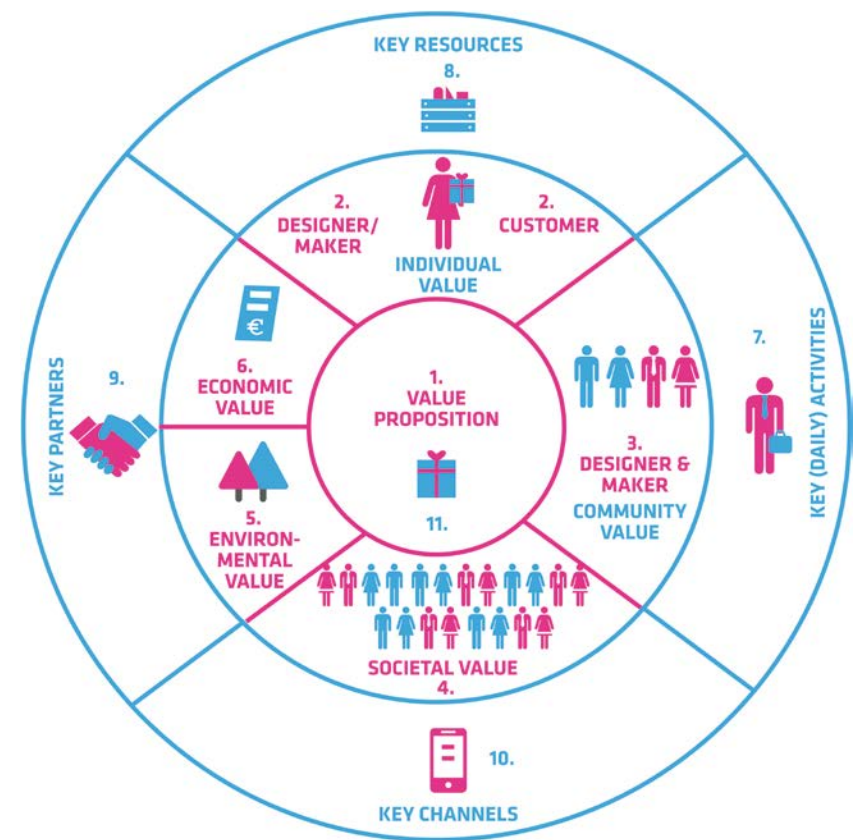 KEY RESOURCES
8.
2.
DESIGNER/
MAKER
2.
CUSTOMER
INDIVIDUAL
VALUE
€
6.
ECONOMIC
VALUE
1.
VALUE
PROPOSITION
11.
3.
DESIGNER &
MAKER
COMMUNITY
VALUE
7.
KEY (DAILY) ACTIVITIES
9.
KEY PARTNERS
5.
ENVIRON-
MENTAL
VALUE
SOCIETAL VALUE
4.
10.
KEY CHANNELS